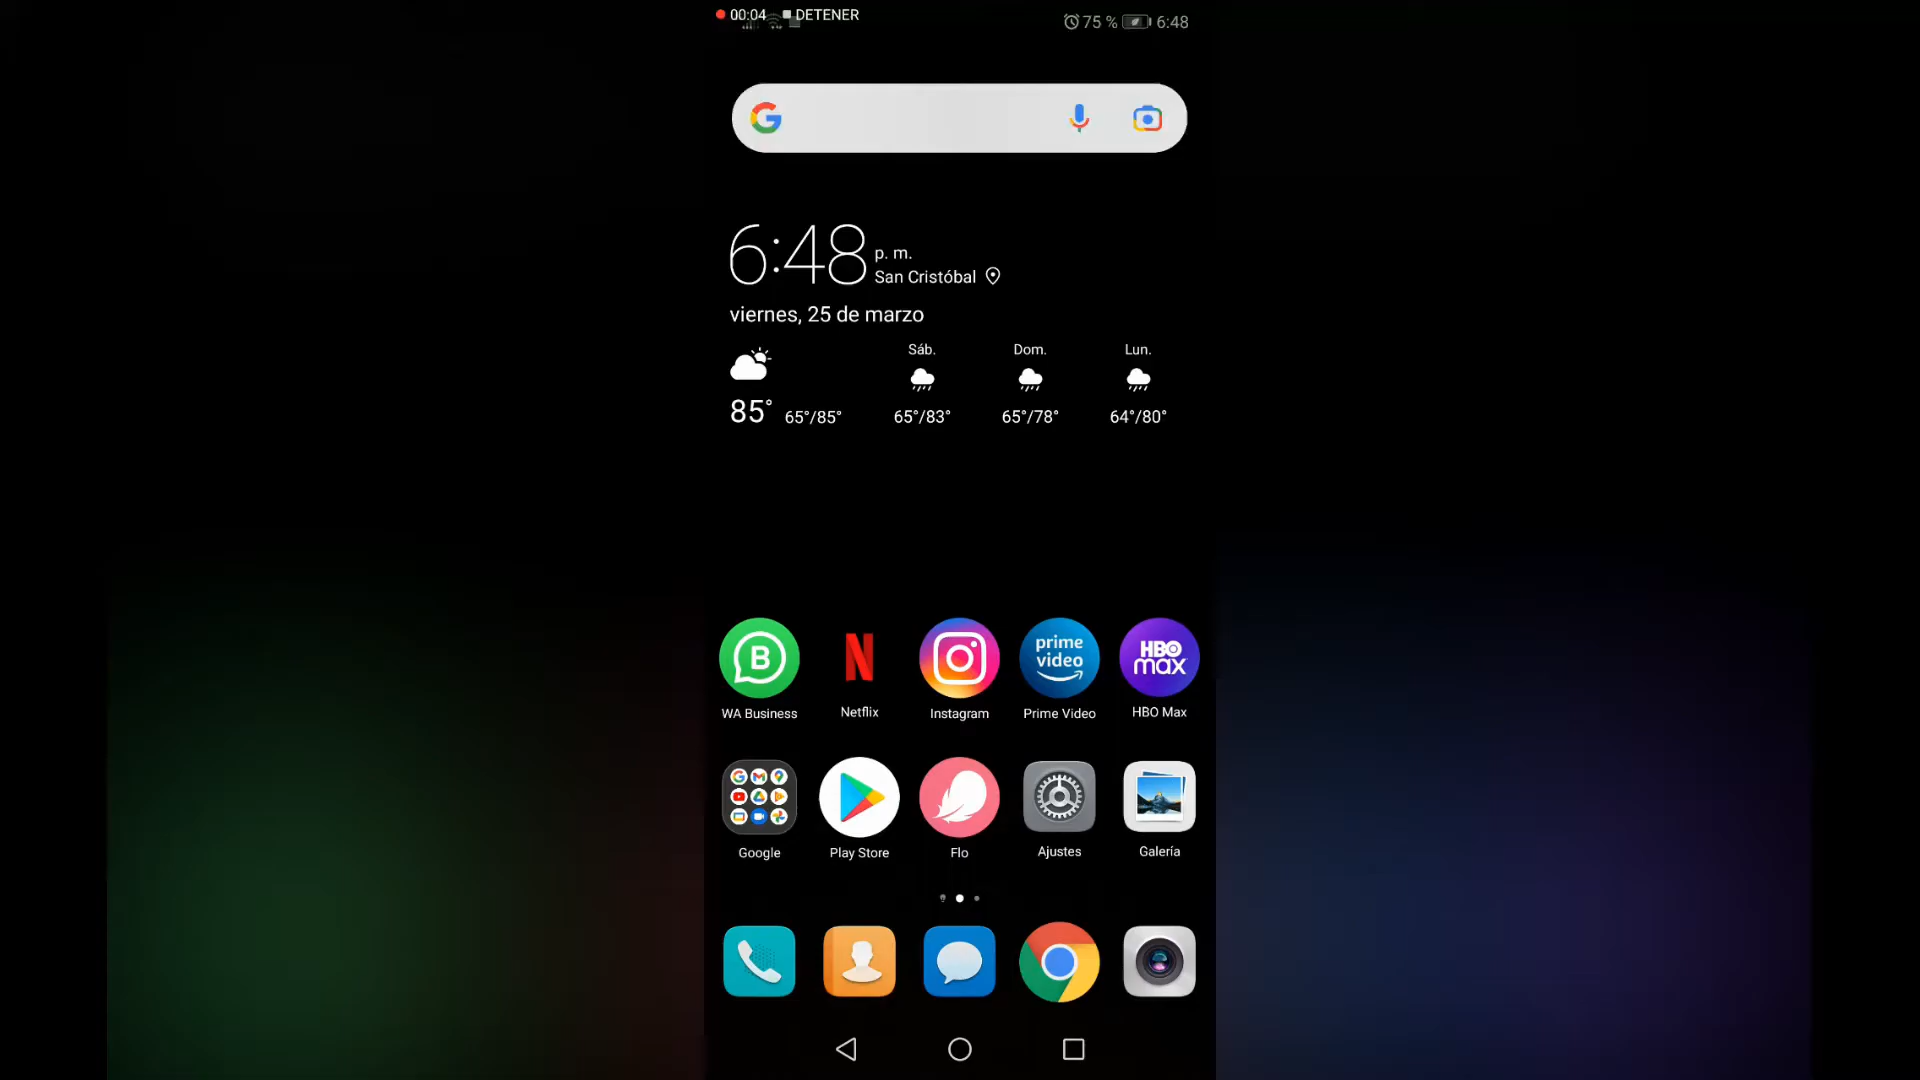 00:04 DETENER
75 % 6:48
6:48 p. m.
San Cristóbal
viernes, 25 de marzo
Sáb. Dom. Lun.
85° 65°/85° 65°/83° 65°/78° 64°/80°
B prime video HBO max
WA Business Netflix Instagram Prime Video HBO Max
Google Play Store Flo Ajustes Galería